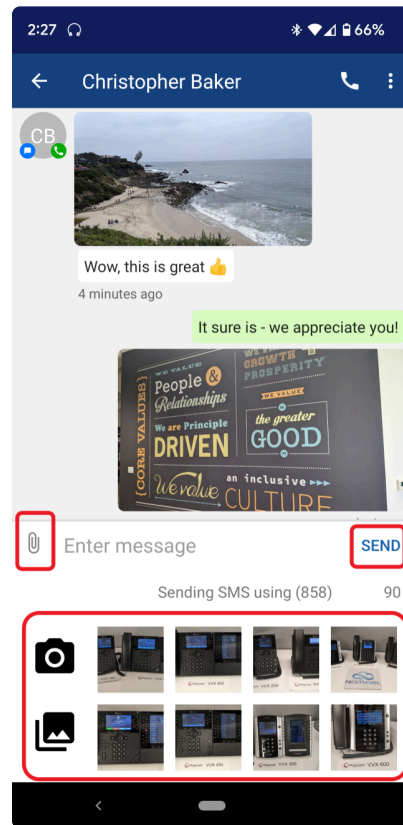 2:27
66%
Christopher Baker
CB
Wow, this is great 👍
4 minutes ago
It sure is - we appreciate you!
{CORE VALUES}
WE VALUE
People &
Relationships
We are Principle
DRIVEN
We value
an inclusive
CULTURE
GROWTH
PROSPERITY
WE VALUE
the greater
GOOD
Enter message
SEND
Sending SMS using (858)
90